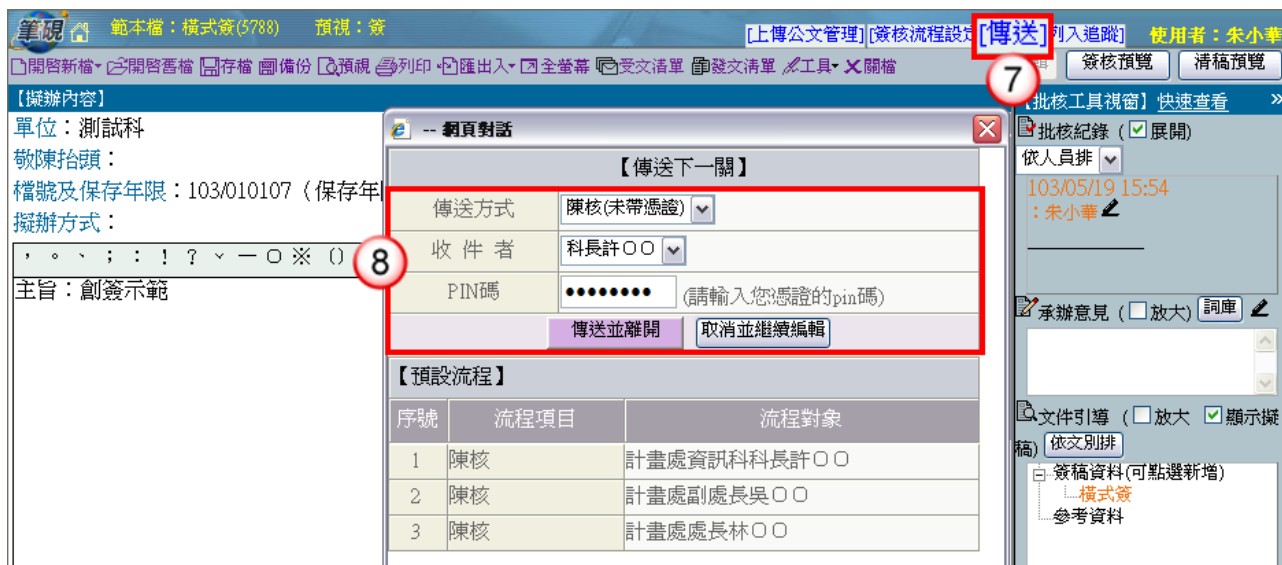 筆硯 範本檔：橫式簽(5788) 預視：簽
[上傳公文管理][簽核流程設定 [傳送] 列入追蹤] 使用者：朱小華
開啓新檔 開啓舊檔 存檔 備份 預視 列印 匯出入 全螢幕 受文清單 發文清單 工具 關檔
7
簽核預覽 清稿預覽
【擬辦內容】
單位：測試科
敬陳抬頭：
檔號及保存年限：103/010107（保存年
擬辦方式：
，。、；：！？ˇ－○※（）
主旨：創簽示範
-- 網頁對話
【傳送下一關】
8
傳送方式 陳核(未帶憑證)
收 件 者 科長許○○
PIN碼 •••••••• (請輸入您憑證的pin碼)
傳送並離開 取消並繼續編輯
【預設流程】
序號 流程項目 流程對象
1 陳核 計畫處資訊科科長許○○
2 陳核 計畫處副處長吳○○
3 陳核 計畫處處長林○○
【批核工具視窗】快速查看 »
批核紀錄（展開）
依人員排
103/05/19 15:54
：朱小華
承辦意見（放大）詞庫
文件引導（放大 顯示擬
稿）依文別排
簽稿資料(可點選新增)
橫式簽
參考資料